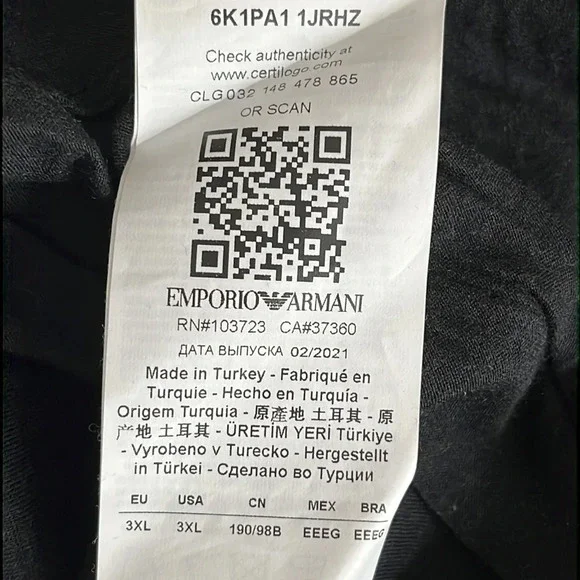 6K1PA1 1JRHZ
Check authenticity at
www.certilogo.com
CLG032 148 478 865
OR SCAN
EMPORIO ARMANI
RN#103723 CA#37360
ДАТА ВЫПУСКА 02/2021
Made in Turkey - Fabriqué en
Turquie - Hecho en Turquía -
Origem Turquia - 原產地 土耳其 - 原
产地 土耳其 - ÜRETİM YERİ Türkiye
- Vyrobeno v Turecko - Hergestellt
in Türkei - Сделано во Турции
EU USA CN MEX BRA
3XL 3XL 190/98B EEEG EEEG